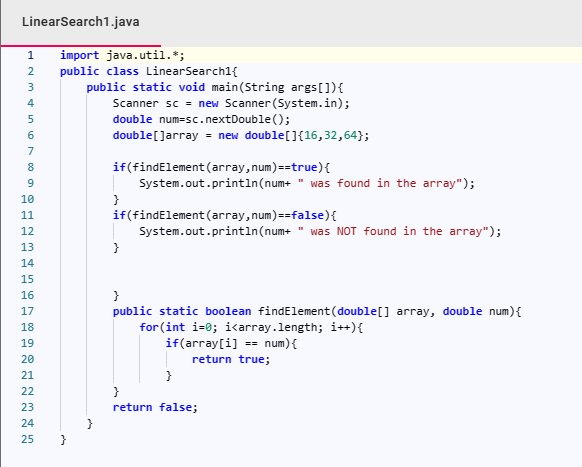 LinearSearch1.java
1 import java.util.*;
2 public class LinearSearch1{
3 public static void main(String args[]){
4 Scanner sc = new Scanner(System.in);
5 double num=sc.nextDouble();
6 double[]array = new double[]{16,32,64};
7
8 if(findElement(array,num)==true){
9 System.out.println(num+ " was found in the array");
10 }
11 if(findElement(array,num)==false){
12 System.out.println(num+ " was NOT found in the array");
13 }
14
15
16 }
17 public static boolean findElement(double[] array, double num){
18 for(int i=0; i<array.length; i++){
19 if(array[i] == num){
20 return true;
21 }
22 }
23 return false;
24 }
25 }